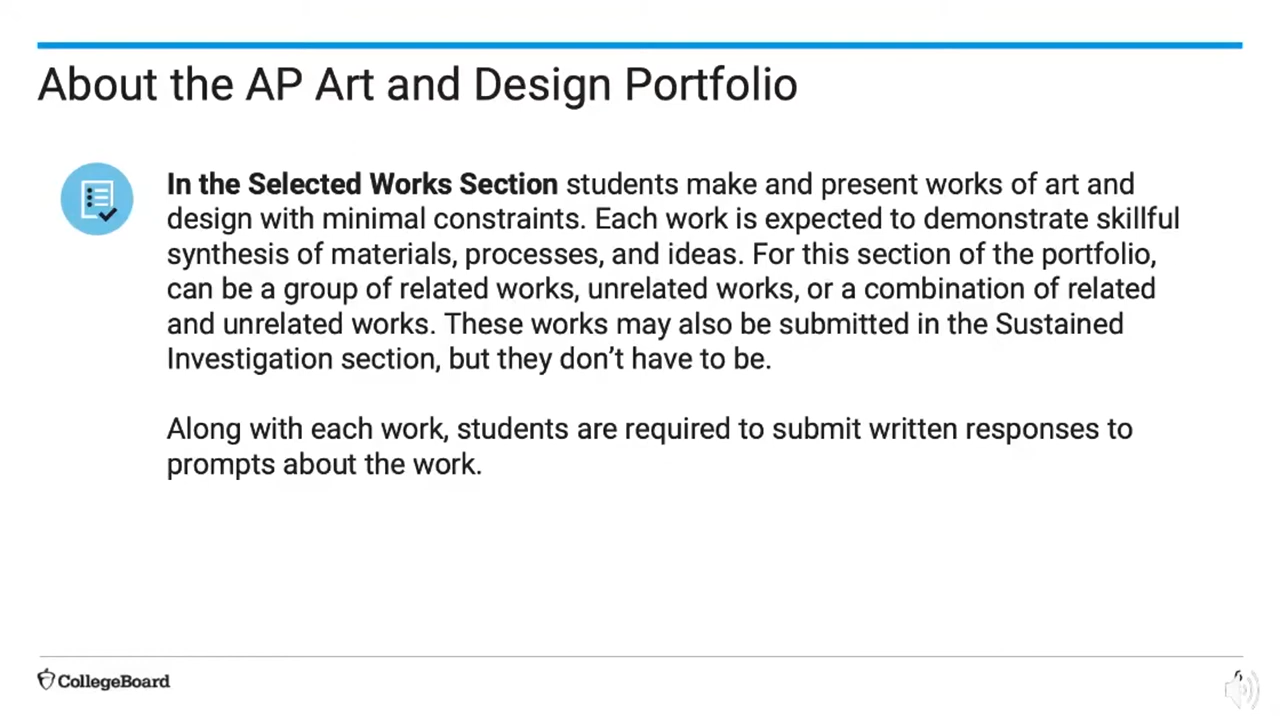 About the AP Art and Design Portfolio
In the Selected Works Section students make and present works of art and
design with minimal constraints. Each work is expected to demonstrate skillful
synthesis of materials, processes, and ideas. For this section of the portfolio,
can be a group of related works, unrelated works, or a combination of related
and unrelated works. These works may also be submitted in the Sustained
Investigation section, but they don’t have to be.
Along with each work, students are required to submit written responses to
prompts about the work.
CollegeBoard